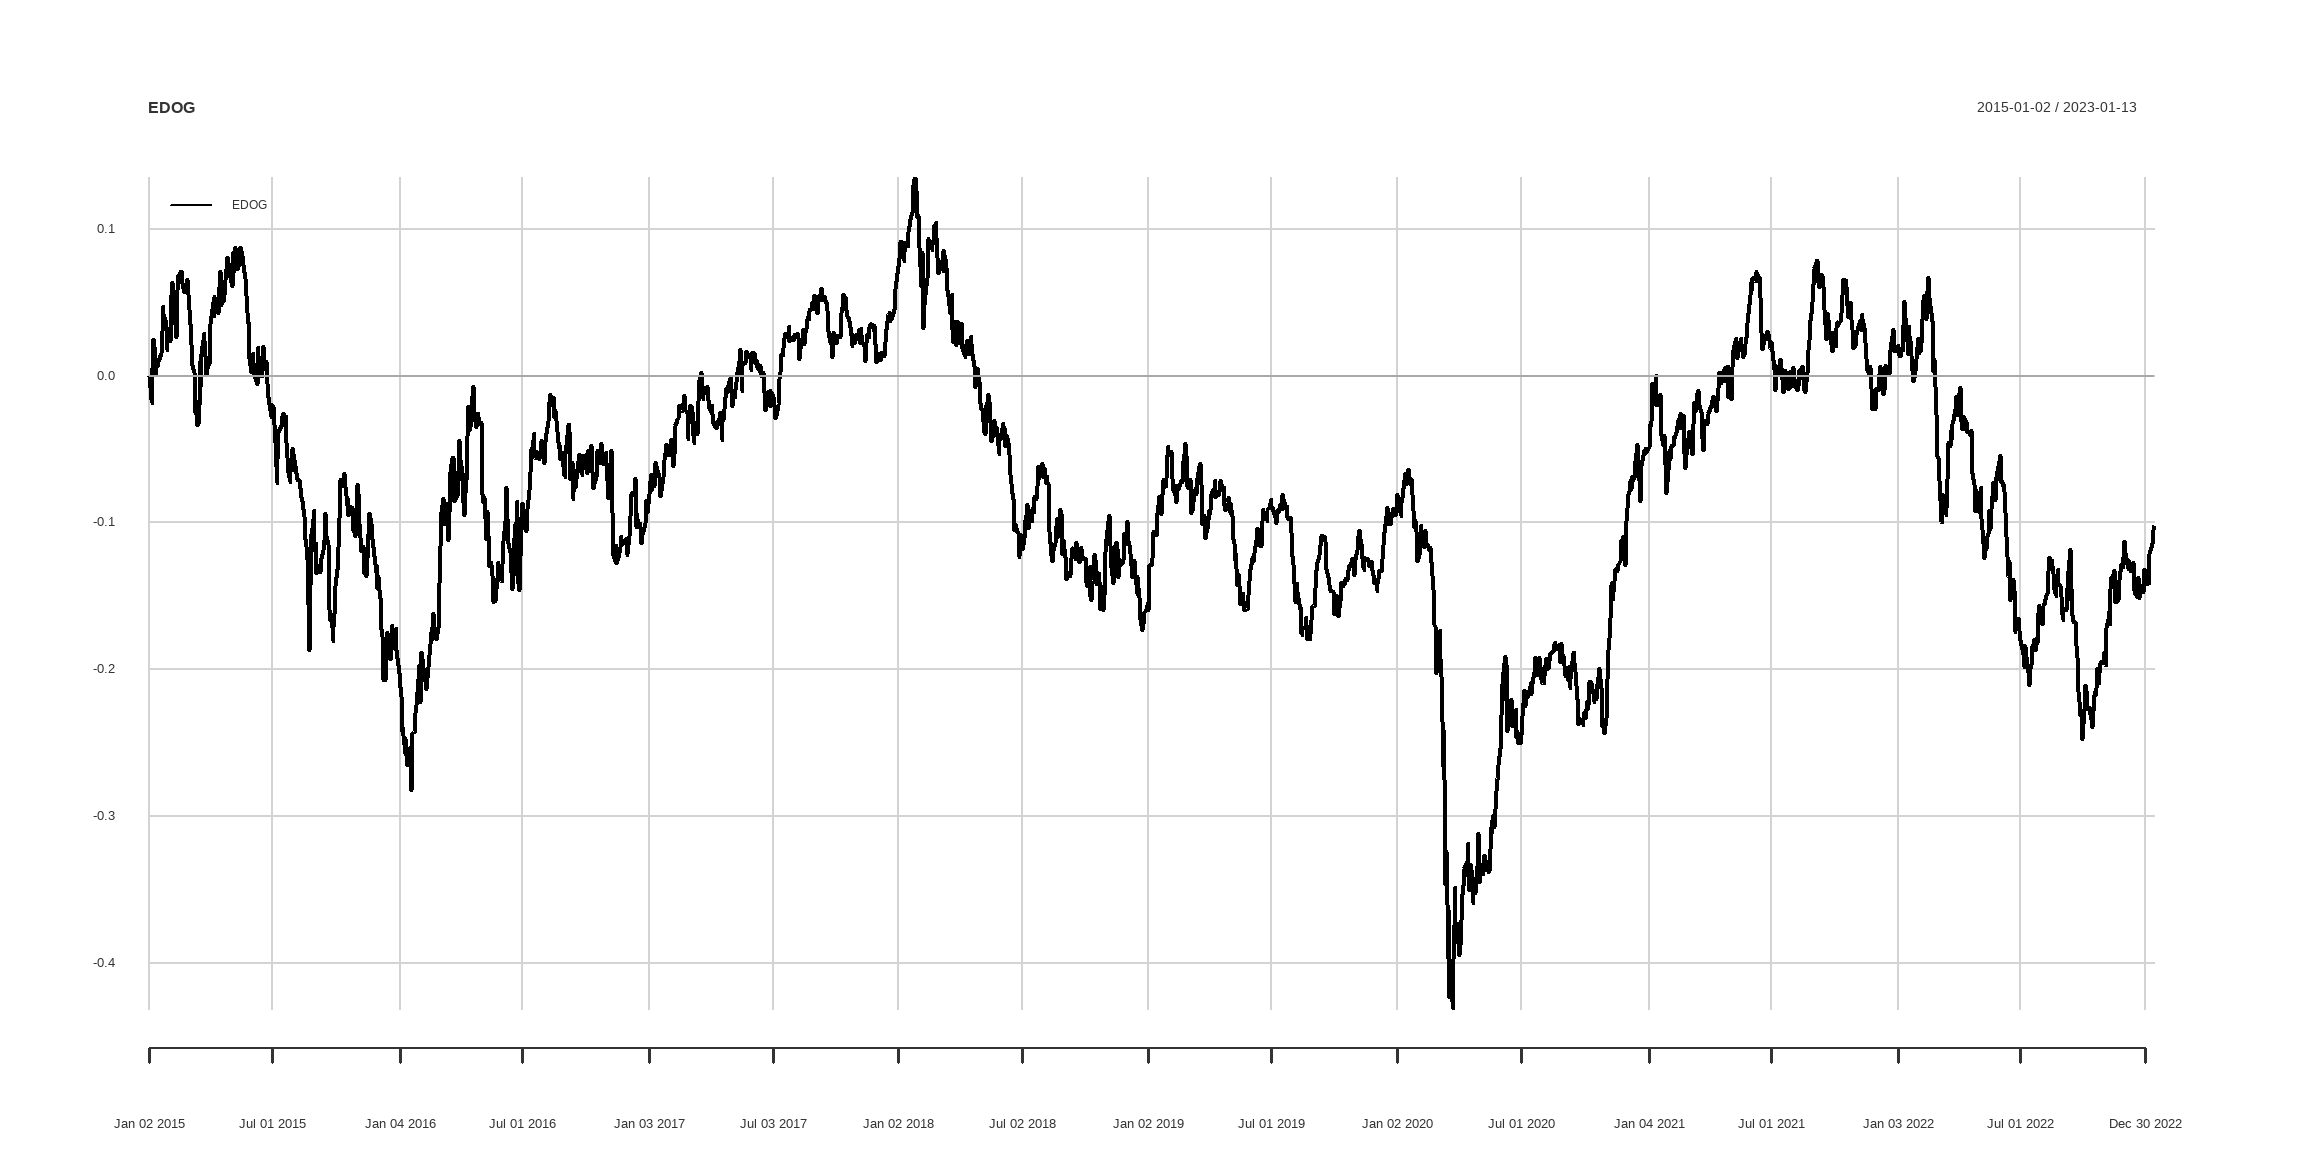 EDOG
2015-01-02 / 2023-01-13
EDOG
0.1
0.0
-0.1
-0.2
-0.3
-0.4
Jan 02 2015
Jul 01 2015
Jan 04 2016
Jul 01 2016
Jan 03 2017
Jul 03 2017
Jan 02 2018
Jul 02 2018
Jan 02 2019
Jul 01 2019
Jan 02 2020
Jul 01 2020
Jan 04 2021
Jul 01 2021
Jan 03 2022
Jul 01 2022
Dec 30 2022